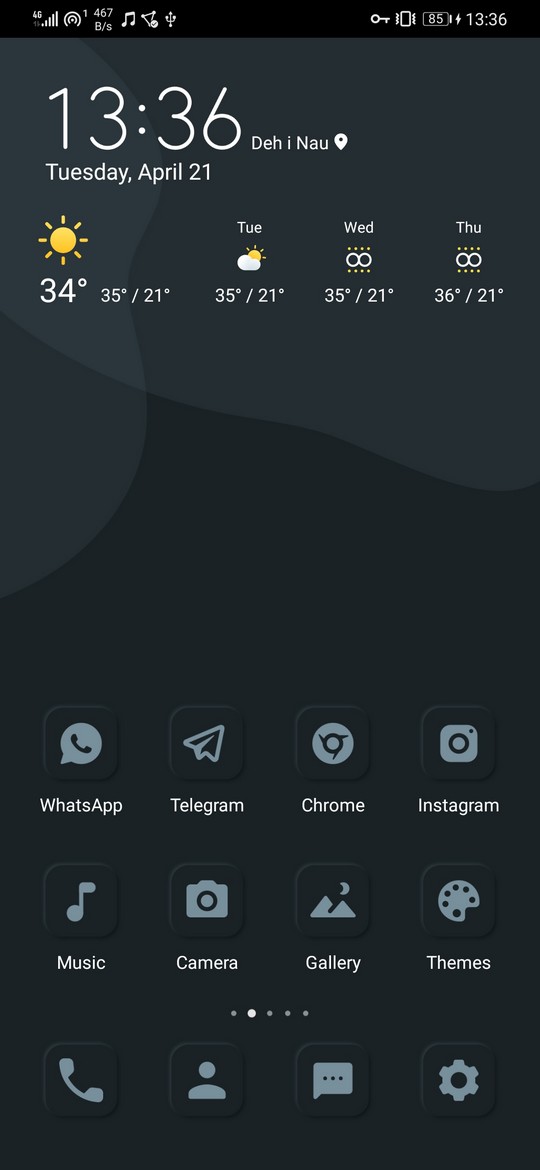 4G 1 467 B/s 85 13:36
13:36
Deh i Nau
Tuesday, April 21
Tue Wed Thu
34° 35° / 21° 35° / 21° 35° / 21° 36° / 21°
WhatsApp Telegram Chrome Instagram
Music Camera Gallery Themes